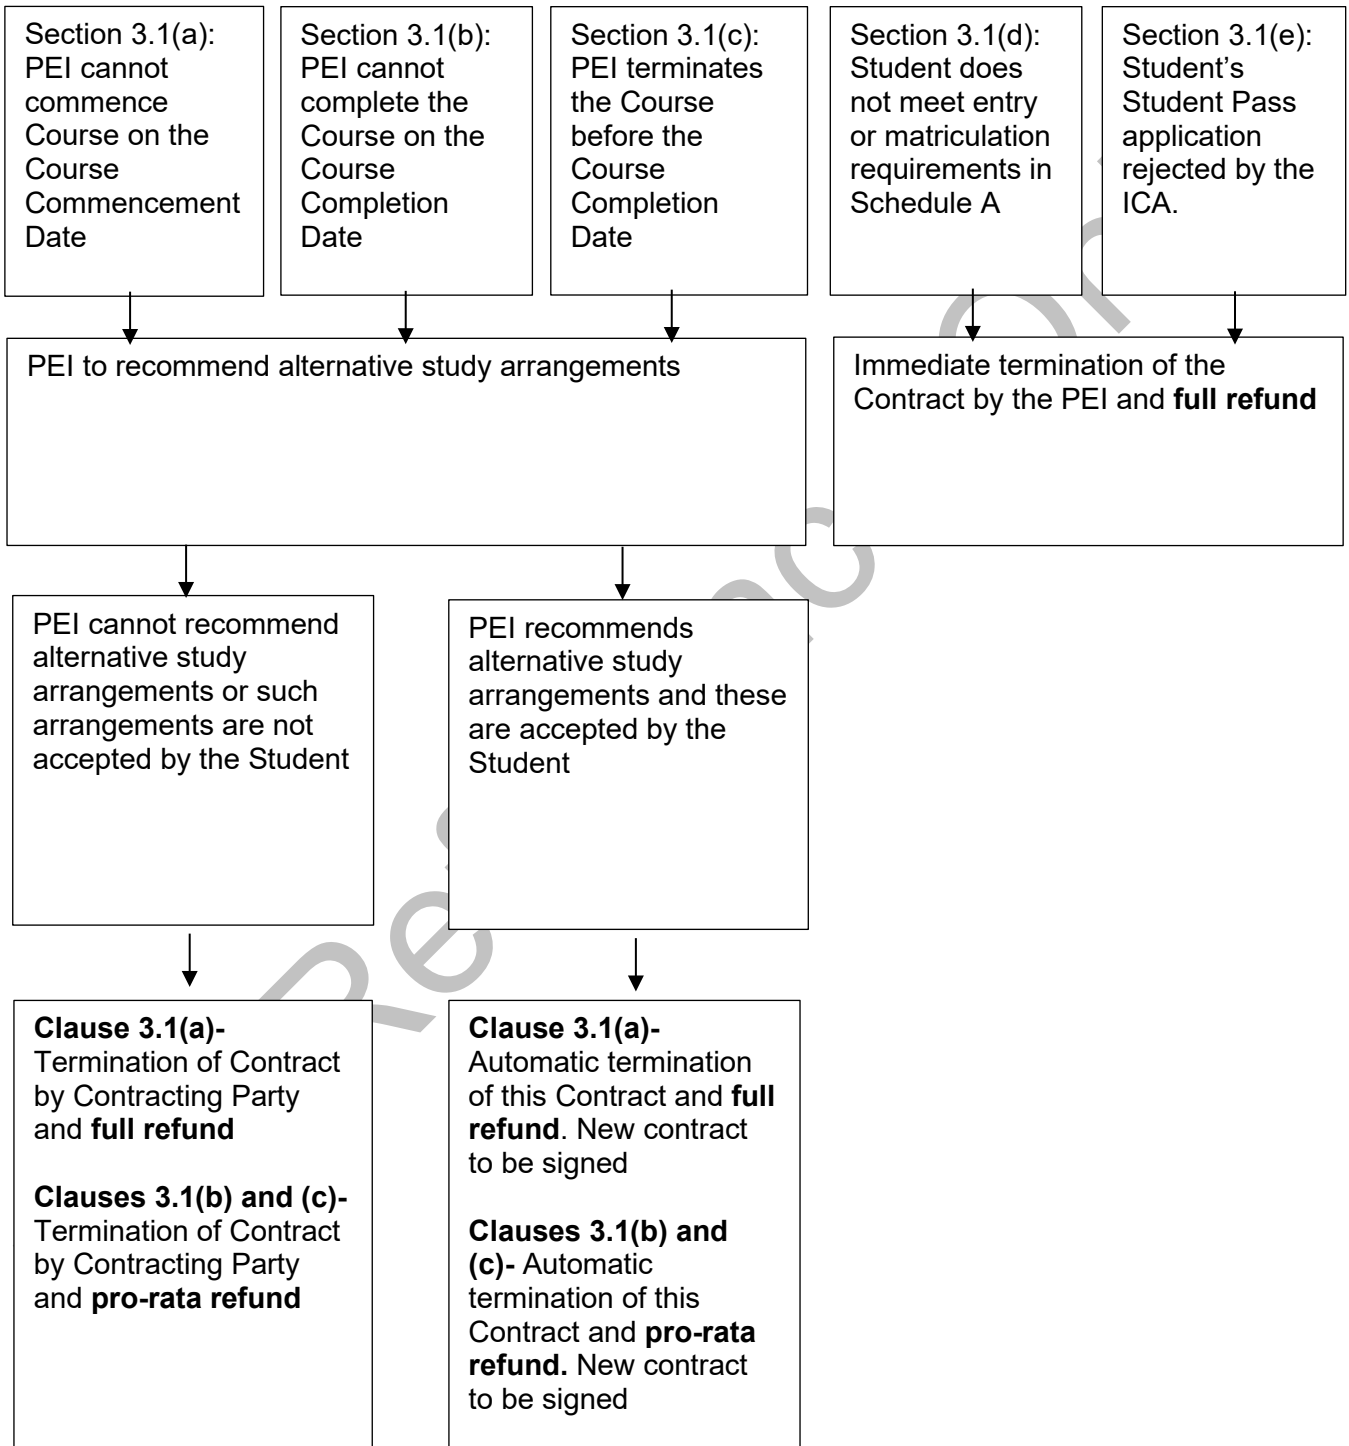 Section 3.1(a):
PEI cannot
commence
Course on the
Course
Commencement
Date
Section 3.1(b):
PEI cannot
complete the
Course on the
Course
Completion
Date
Section 3.1(c):
PEI terminates
the Course
before the
Course
Completion
Date
Section 3.1(d):
Student does
not meet entry
or matriculation
requirements in
Schedule A
Section 3.1(e):
Student’s
Student Pass
application
rejected by the
ICA.
PEI to recommend alternative study arrangements
Immediate termination of the
Contract by the PEI and full refund
PEI cannot recommend
alternative study
arrangements or such
arrangements are not
accepted by the Student
PEI recommends
alternative study
arrangements and these
are accepted by the
Student
Clause 3.1(a)-
Termination of Contract
by Contracting Party
and full refund
Clauses 3.1(b) and (c)-
Termination of Contract
by Contracting Party
and pro-rata refund
Clause 3.1(a)-
Automatic termination
of this Contract and full
refund. New contract
to be signed
Clauses 3.1(b) and
(c)- Automatic
termination of this
Contract and pro-rata
refund. New contract
to be signed